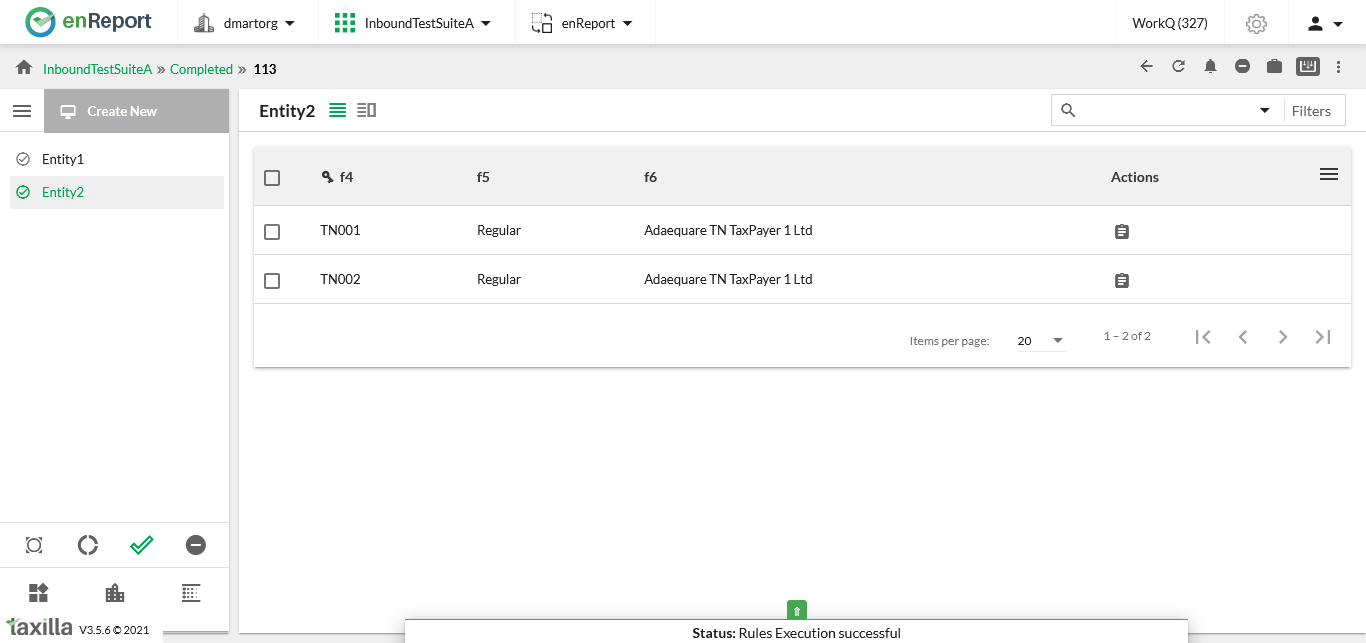 enReport
dmartorg
InboundTestSuiteA
enReport
WorkQ (327)
InboundTestSuiteA » Completed » 113
Create New
Entity2
Filters
Entity1
Entity2
f4 f5 f6 Actions
TN001 Regular Adaequare TN TaxPayer 1 Ltd
TN002 Regular Adaequare TN TaxPayer 1 Ltd
Items per page: 20 1 – 2 of 2
taxilla V3.5.6 © 2021
Status: Rules Execution successful